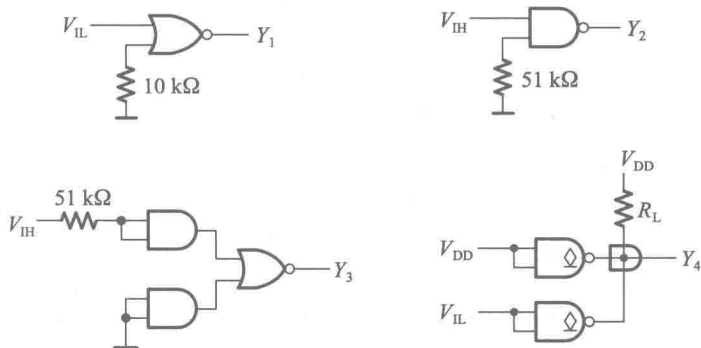 V_IL
Y_1
10 kΩ
V_IH
Y_2
51 kΩ
51 kΩ
V_IH
Y_3
V_DD
R_L
V_DD
Y_4
V_IL